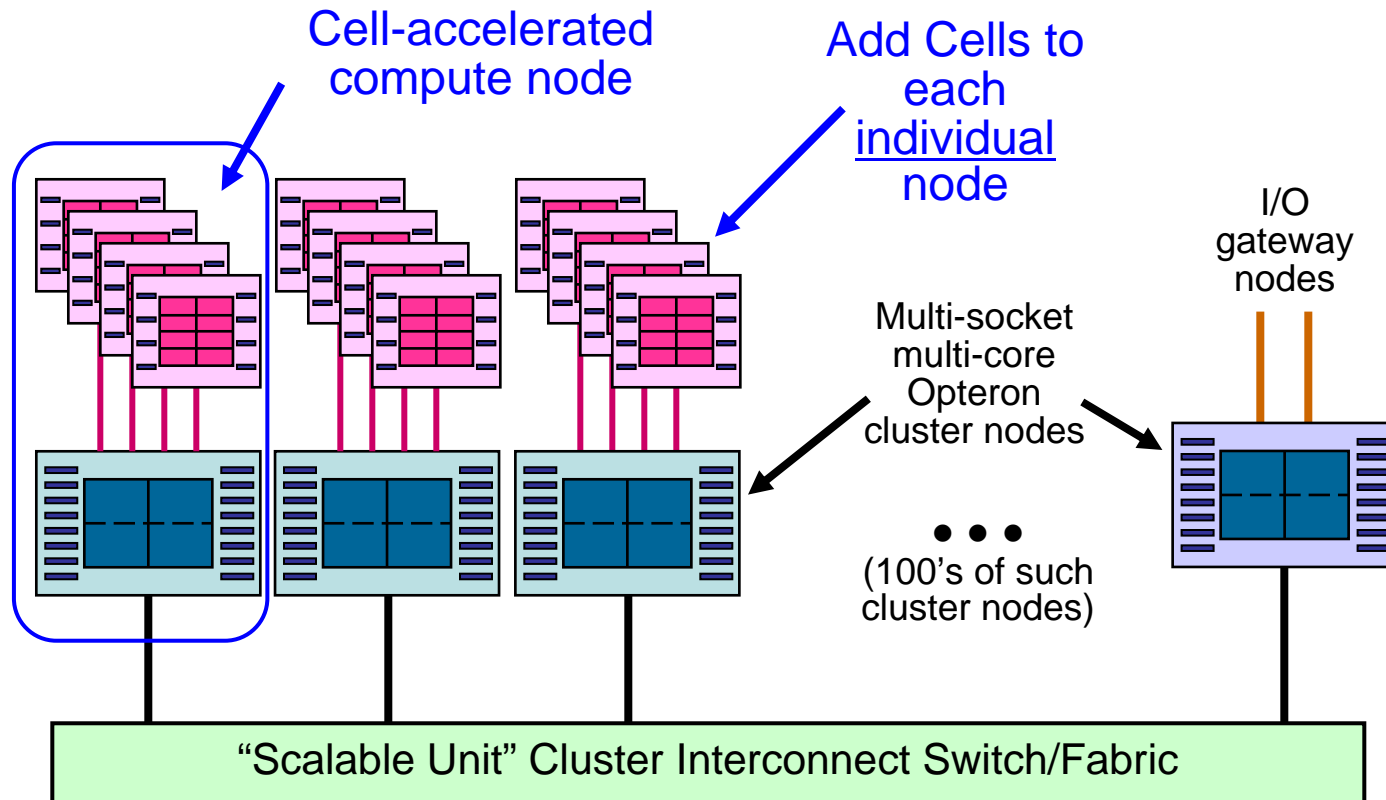 Cell-accelerated
compute node
Add Cells to
each
individual
node
I/O
gateway
nodes
Multi-socket
multi-core
Opteron
cluster nodes
• • •
(100’s of such
cluster nodes)
“Scalable Unit” Cluster Interconnect Switch/Fabric